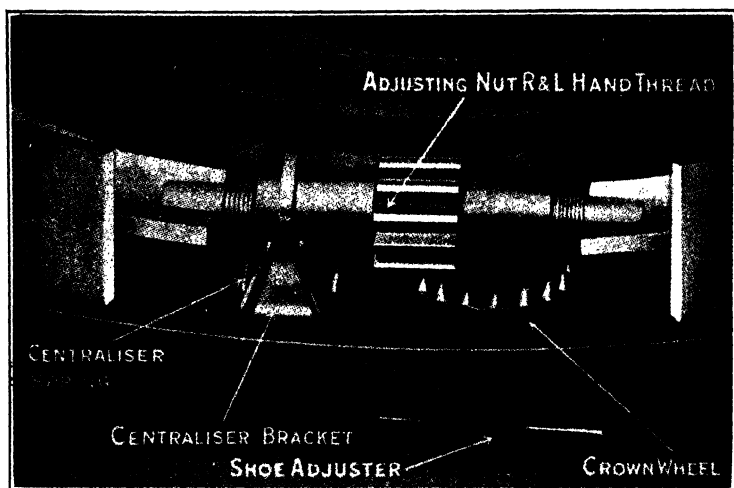 ADJUSTING NUT R & L HAND THREAD
CENTRALISER
CENTRALISER BRACKET
SHOE ADJUSTER
CROWN WHEEL